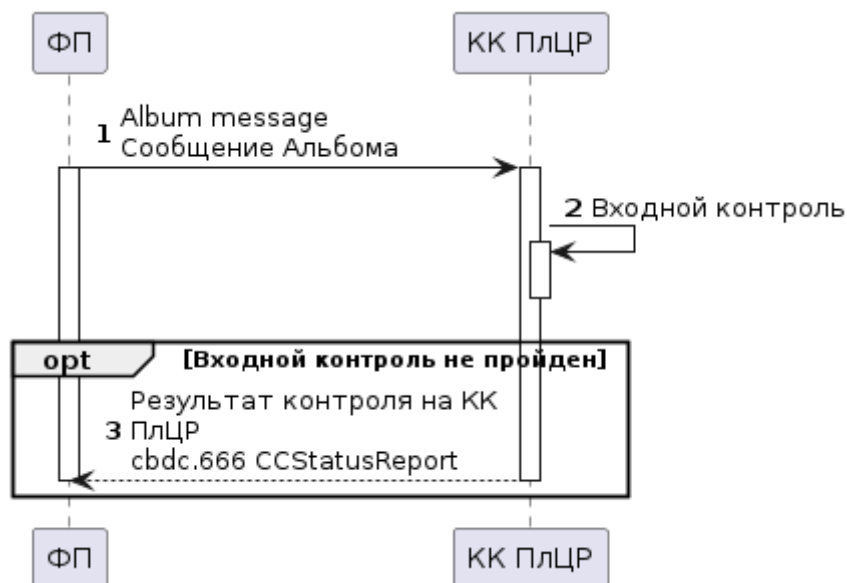 ФП КК ПлЦР
Album message
1 Сообщение Альбома
2 Входной контроль
opt [Входной контроль не пройден]
Результат контроля на КК
3 ПлЦР
cbdc.666 CCStatusReport
ФП КК ПлЦР